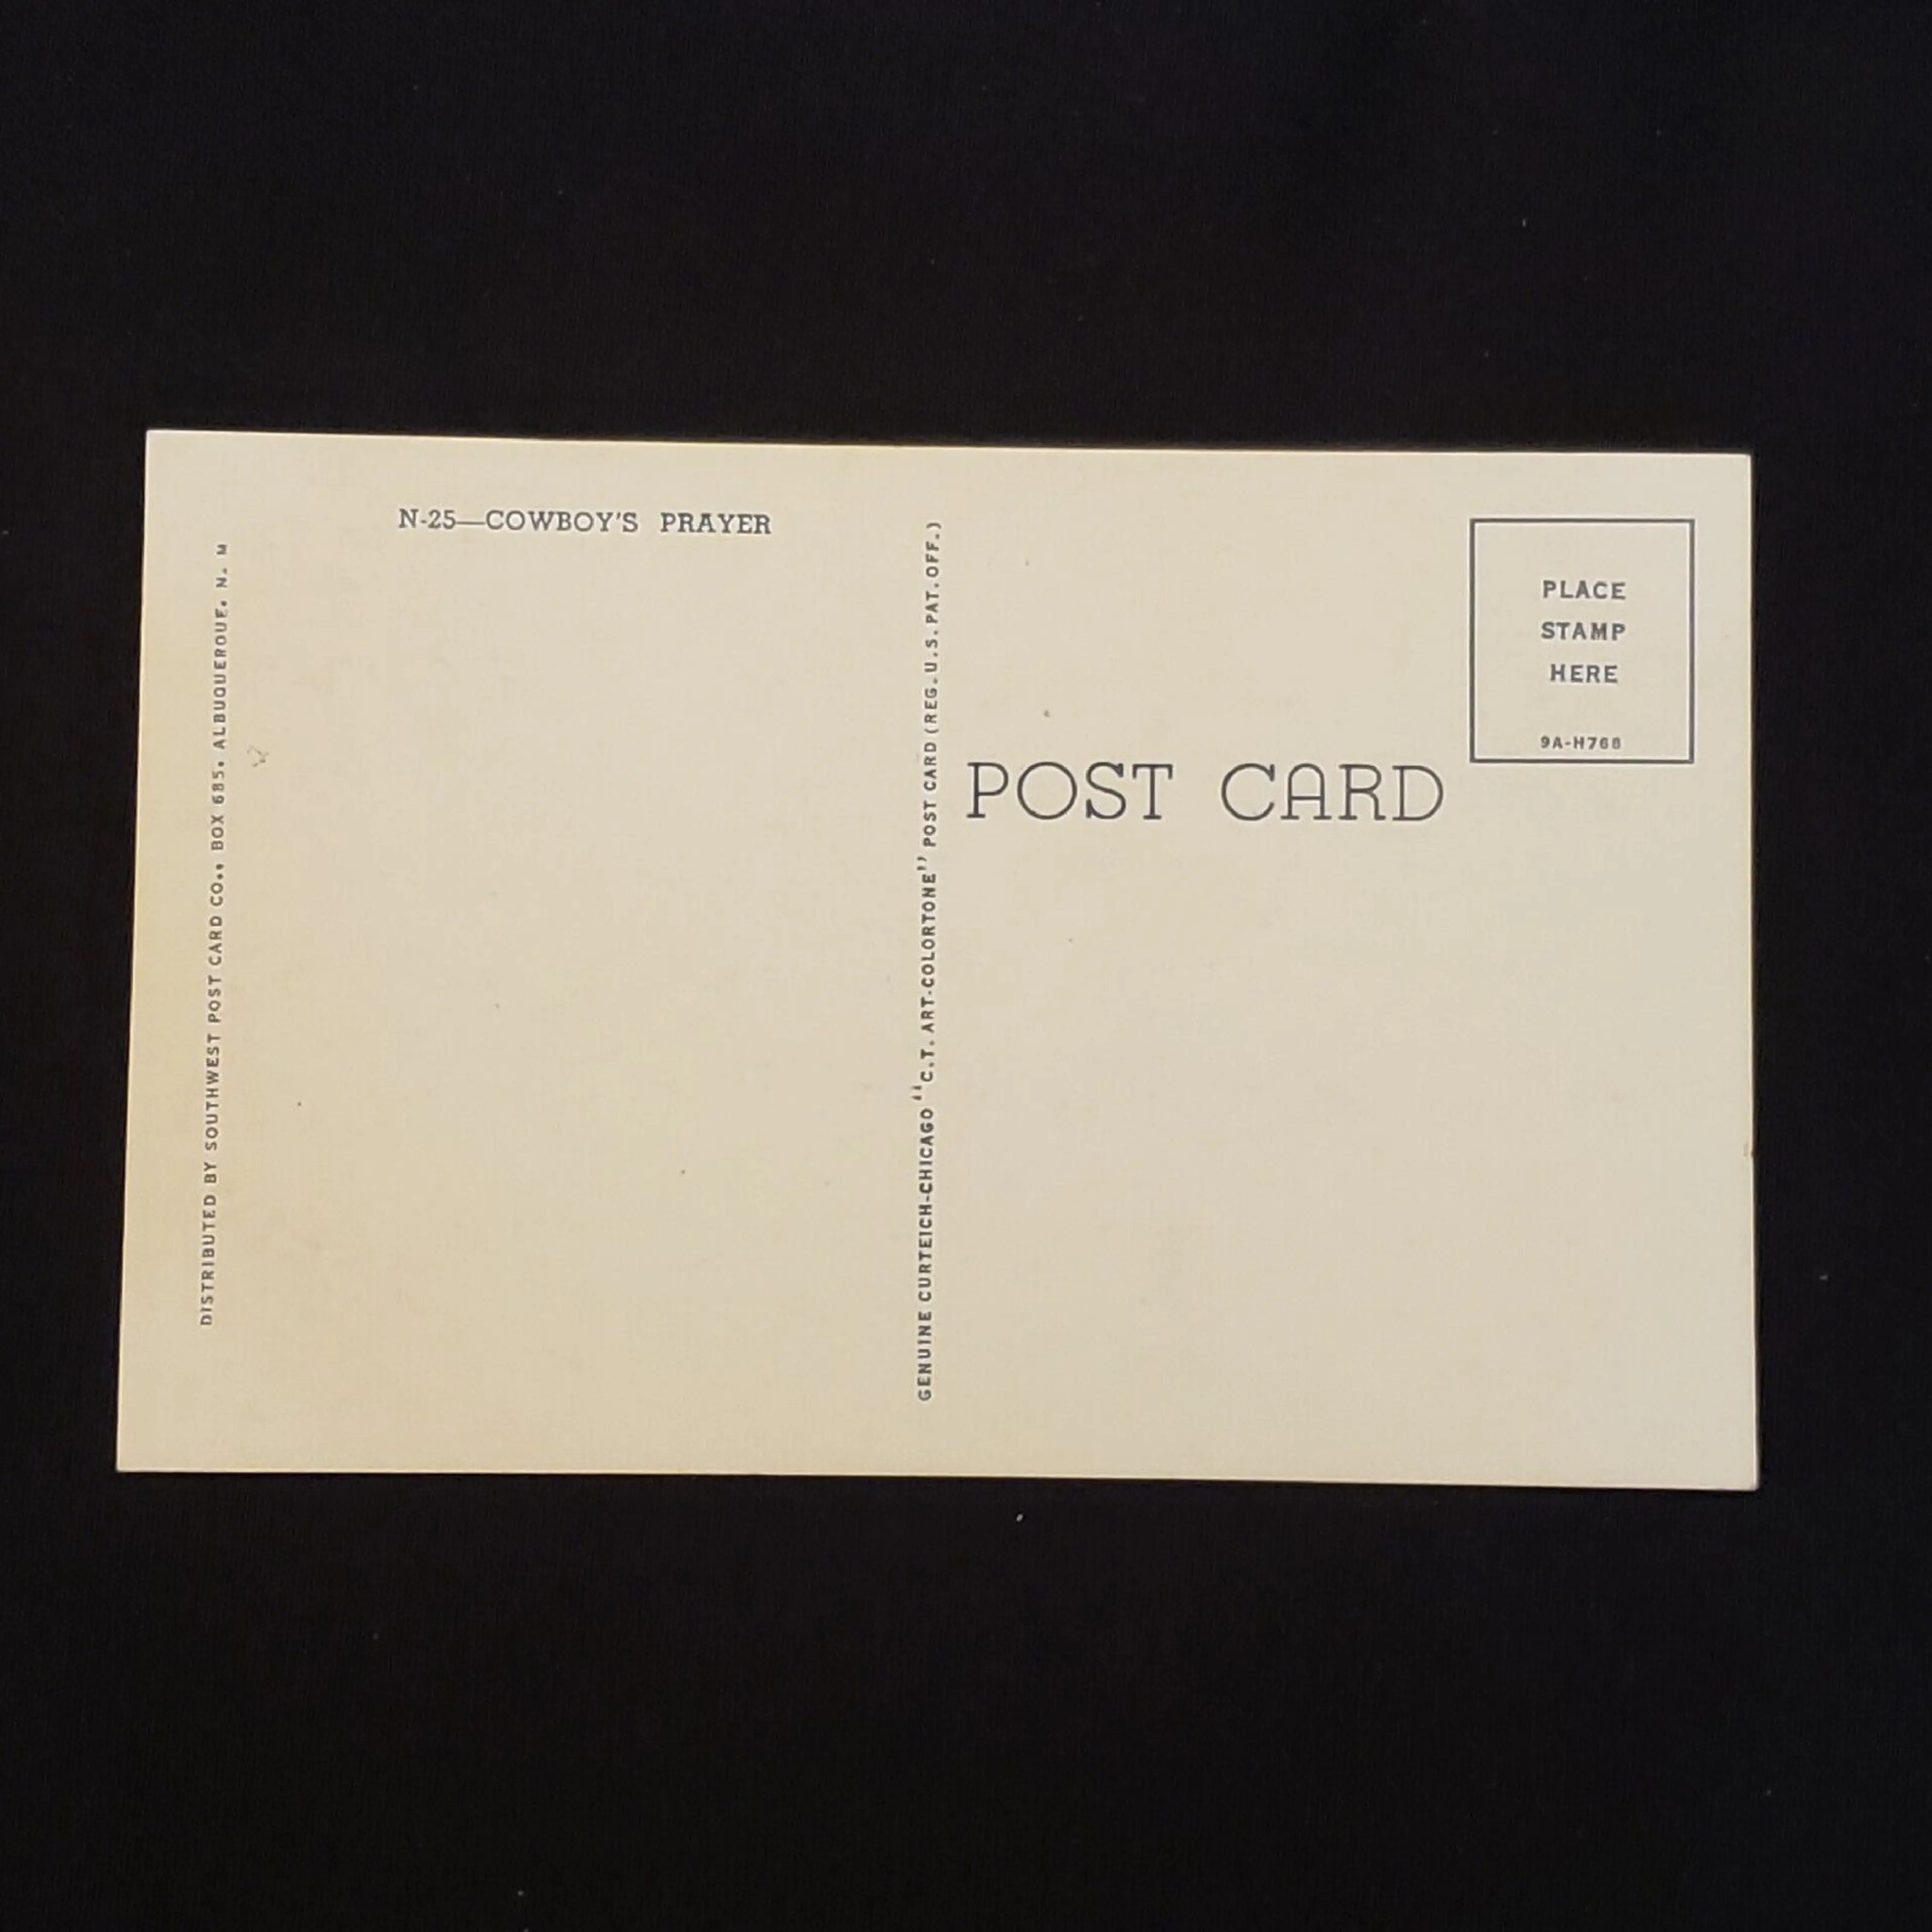 N-25—COWBOY'S PRAYER
DISTRIBUTED BY SOUTHWEST POST CARD CO., BOX 685, ALBUQUERQUE, N. M
GENUINE CURTEICH-CHICAGO "C.T. ART-COLORTONE" POST CARD (REG. U.S. PAT. OFF.)
POST CARD
PLACE
STAMP
HERE
9A-H768